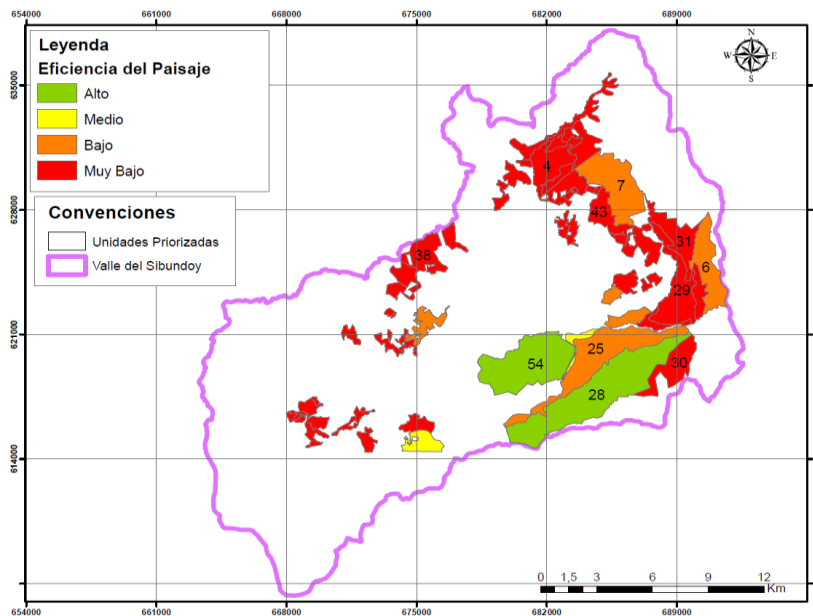 654000 661000 668000 675000 682000 689000
Leyenda
Eficiencia del Paisaje
Alto
Medio
Bajo
Muy Bajo
Convenciones
Unidades Priorizadas
Valle del Sibundoy
N
W E
S
635000
628000
621000
614000
4
7
43
31
38
6
29
25
54
30
28
0 1,5 3 6 9 12
Km
654000 661000 668000 675000 682000 689000